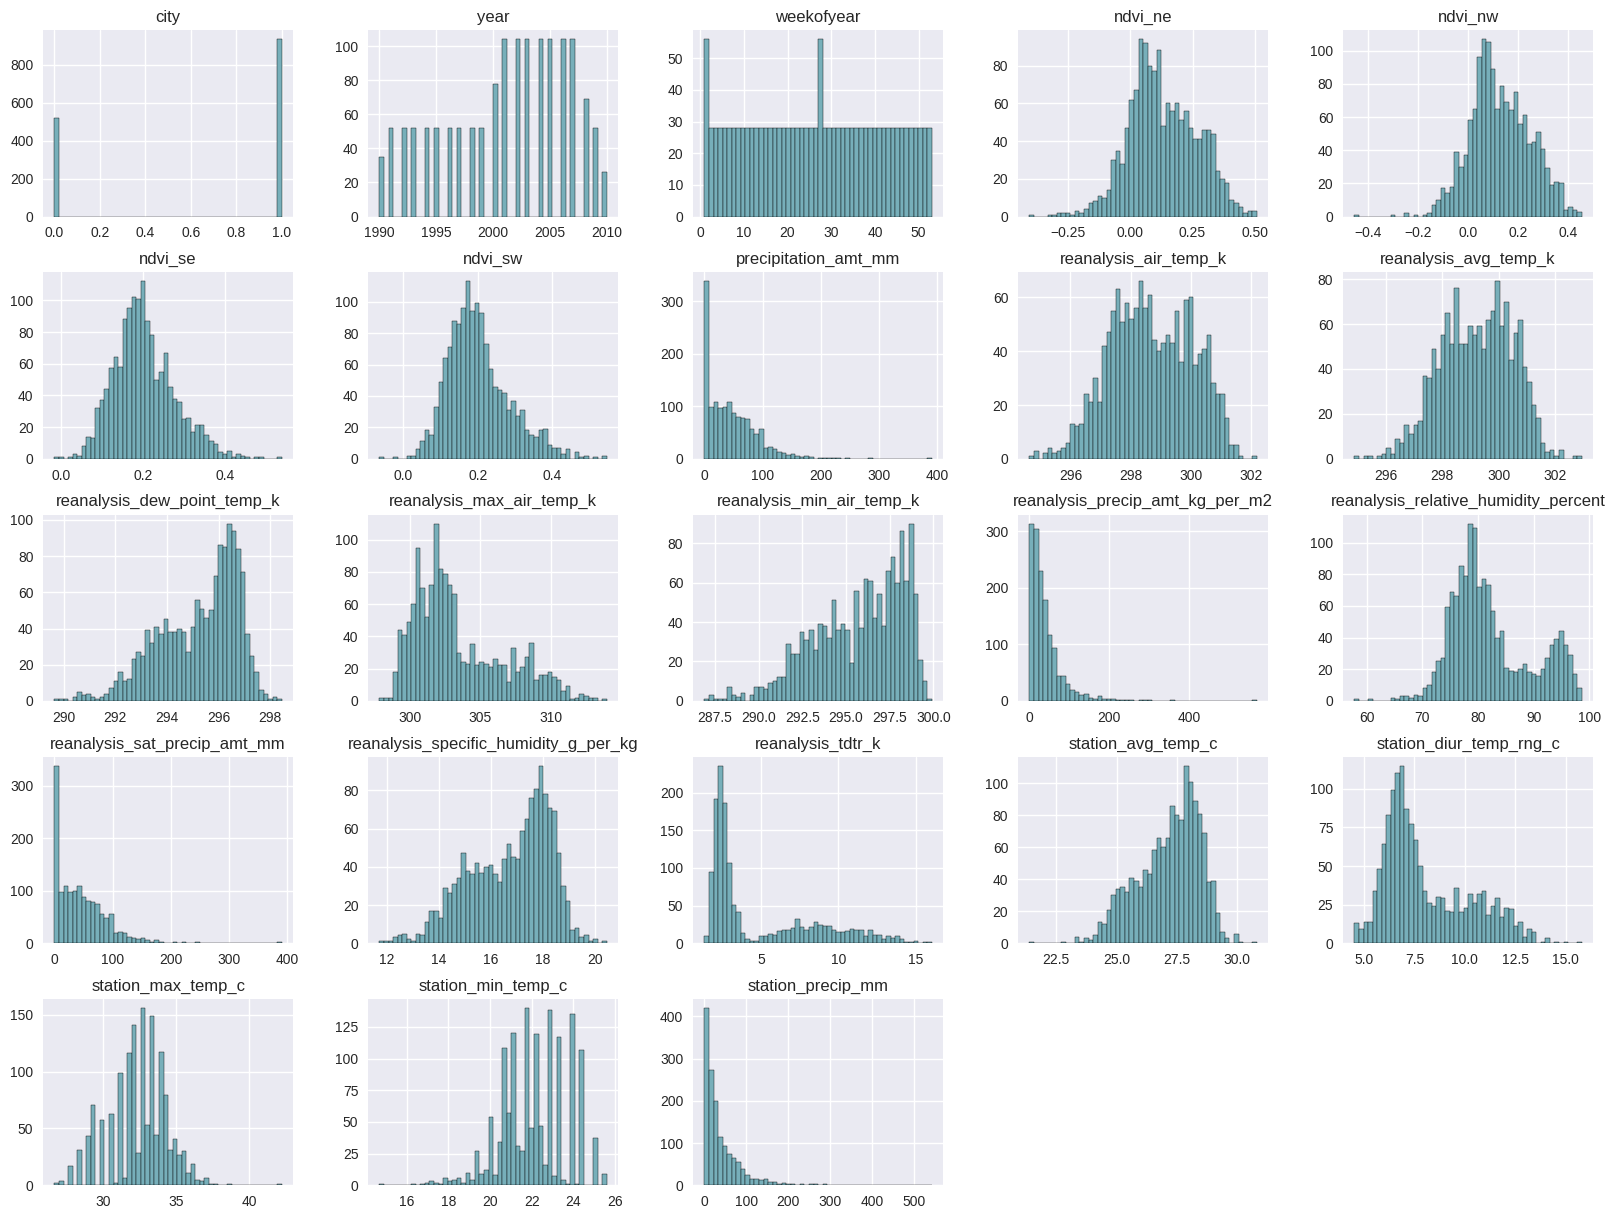 city year weekofyear ndvi_ne ndvi_nw
800 600 400 200 0
0.0 0.2 0.4 0.6 0.8 1.0
100 80 60 40 20 0
1990 1995 2000 2005 2010
50 40 30 20 10 0
0 10 20 30 40 50
80 60 40 20 0
−0.25 0.00 0.25 0.50
100 80 60 40 20 0
−0.4 −0.2 0.0 0.2 0.4
ndvi_se ndvi_sw precipitation_amt_mm reanalysis_air_temp_k reanalysis_avg_temp_k
100 80 60 40 20 0
0.0 0.2 0.4
100 80 60 40 20 0
0.0 0.2 0.4
300 200 100 0
0 100 200 300 400
60 40 20 0
296 298 300 302
80 60 40 20 0
296 298 300 302
reanalysis_dew_point_temp_k reanalysis_max_air_temp_k reanalysis_min_air_temp_k reanalysis_precip_amt_kg_per_m2 reanalysis_relative_humidity_percent
100 80 60 40 20 0
290 292 294 296 298
100 80 60 40 20 0
300 305 310
80 60 40 20 0
287.5 290.0 292.5 295.0 297.5 300.0
300 200 100 0
0 200 400
100 80 60 40 20 0
60 70 80 90 100
reanalysis_sat_precip_amt_mm reanalysis_specific_humidity_g_per_kg reanalysis_tdtr_k station_avg_temp_c station_diur_temp_rng_c
300 200 100 0
0 100 200 300 400
80 60 40 20 0
12 14 16 18 20
200 150 100 50 0
5 10 15
100 80 60 40 20 0
22.5 25.0 27.5 30.0
100 75 50 25 0
5.0 7.5 10.0 12.5 15.0
station_max_temp_c station_min_temp_c station_precip_mm
150 100 50 0
30 35 40
125 100 75 50 25 0
16 18 20 22 24 26
400 300 200 100 0
0 100 200 300 400 500